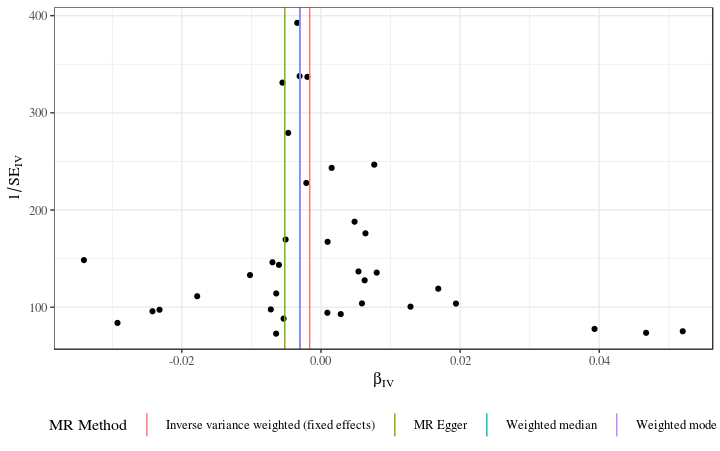 400
300
200
100
1/SE_IV
-0.02
0.00
0.02
0.04
β_IV
MR Method
Inverse variance weighted (fixed effects)
MR Egger
Weighted median
Weighted mode